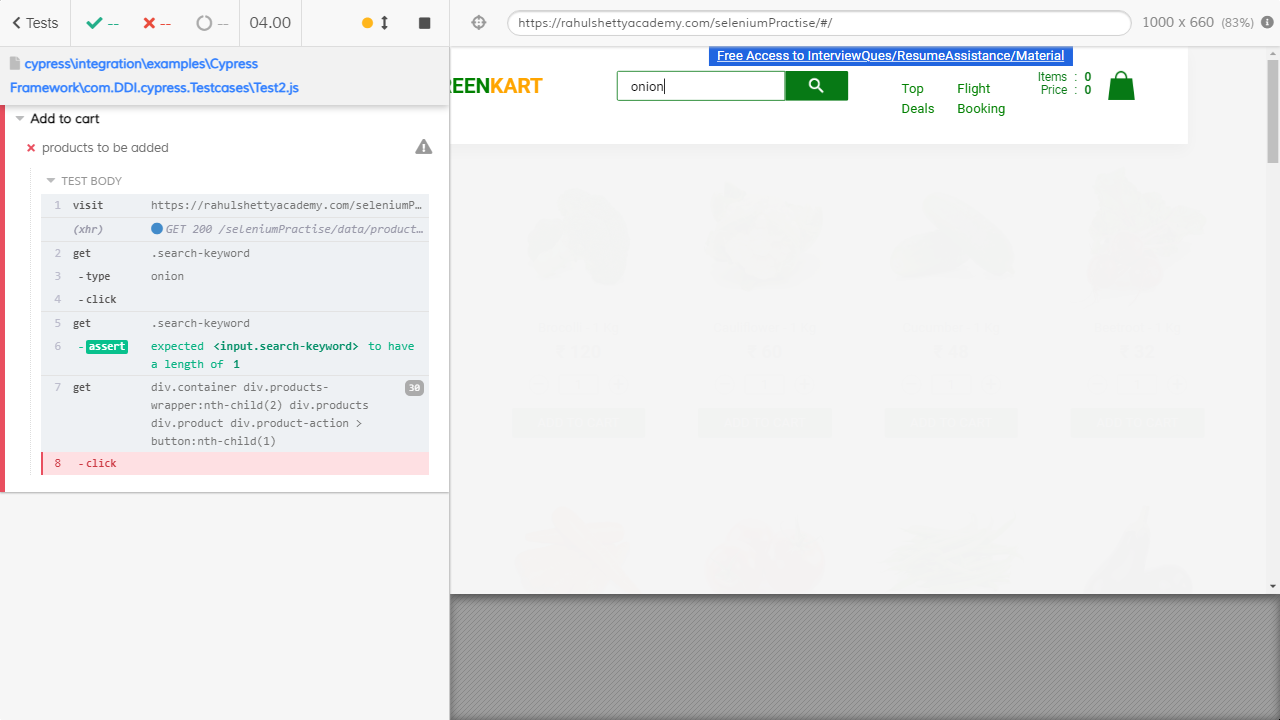 Tests
--
--
--
04.00
https://rahulshettyacademy.com/seleniumPractise/#/
1000 x 660 (83%)
cypress\integration\examples\Cypress
Framework\com.DDI.cypress.Testcases\Test2.js
Add to cart
products to be added
TEST BODY
1 visit https://rahulshettyacademy.com/seleniumP…
(xhr) GET 200 /seleniumPractise/data/product…
2 get .search-keyword
3 -type onion
4 -click
5 get .search-keyword
6 -assert expected <input.search-keyword> to have
a length of 1
7 get div.container div.products- 30
wrapper:nth-child(2) div.products
div.product div.product-action >
button:nth-child(1)
8 -click
Free Access to InterviewQues/ResumeAssistance/Material
REENKART
onion
Top
Deals
Flight
Booking
Items : 0
Price : 0